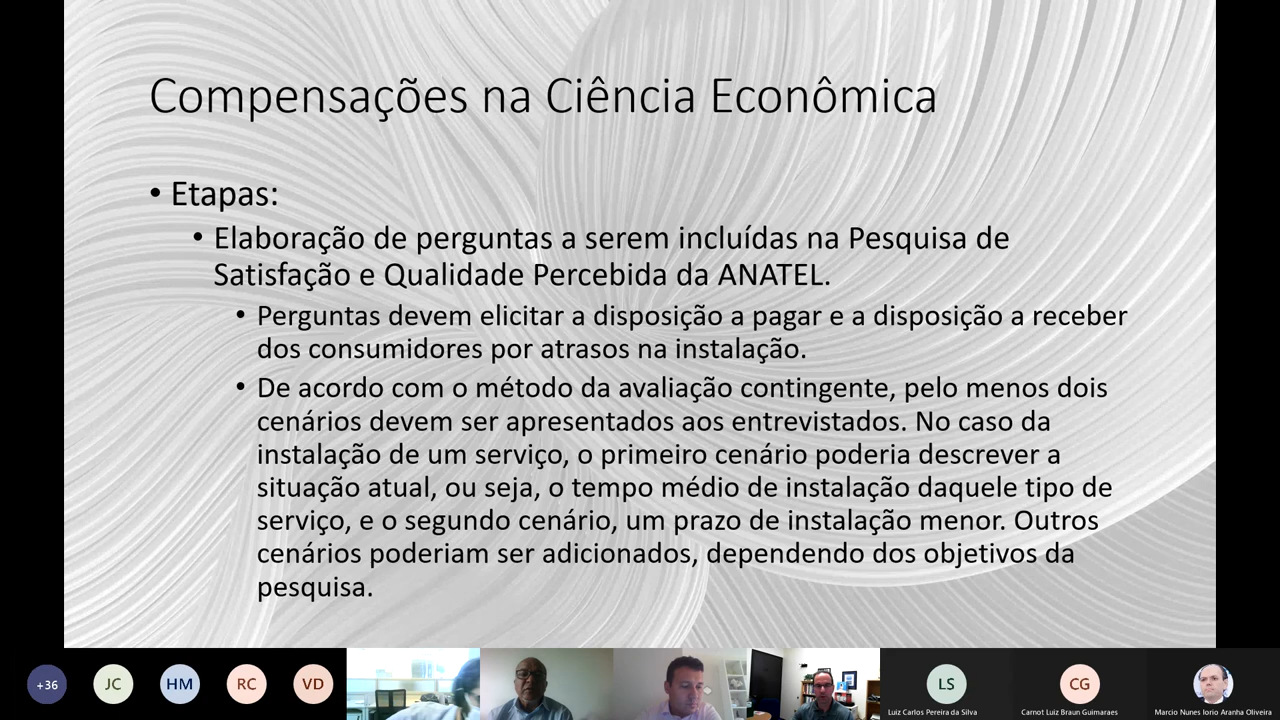 Compensações na Ciência Econômica
• Etapas:
• Elaboração de perguntas a serem incluídas na Pesquisa de
Satisfação e Qualidade Percebida da ANATEL.
• Perguntas devem elicitar a disposição a pagar e a disposição a receber
dos consumidores por atrasos na instalação.
• De acordo com o método da avaliação contingente, pelo menos dois
cenários devem ser apresentados aos entrevistados. No caso da
instalação de um serviço, o primeiro cenário poderia descrever a
situação atual, ou seja, o tempo médio de instalação daquele tipo de
serviço, e o segundo cenário, um prazo de instalação menor. Outros
cenários poderiam ser adicionados, dependendo dos objetivos da
pesquisa.
+36 JC HM RC VD LS CG
Luiz Carlos Pereira da Silva Carnot Luiz Braun Guimaraes Marcio Nunes Iorio Aranha Oliveira